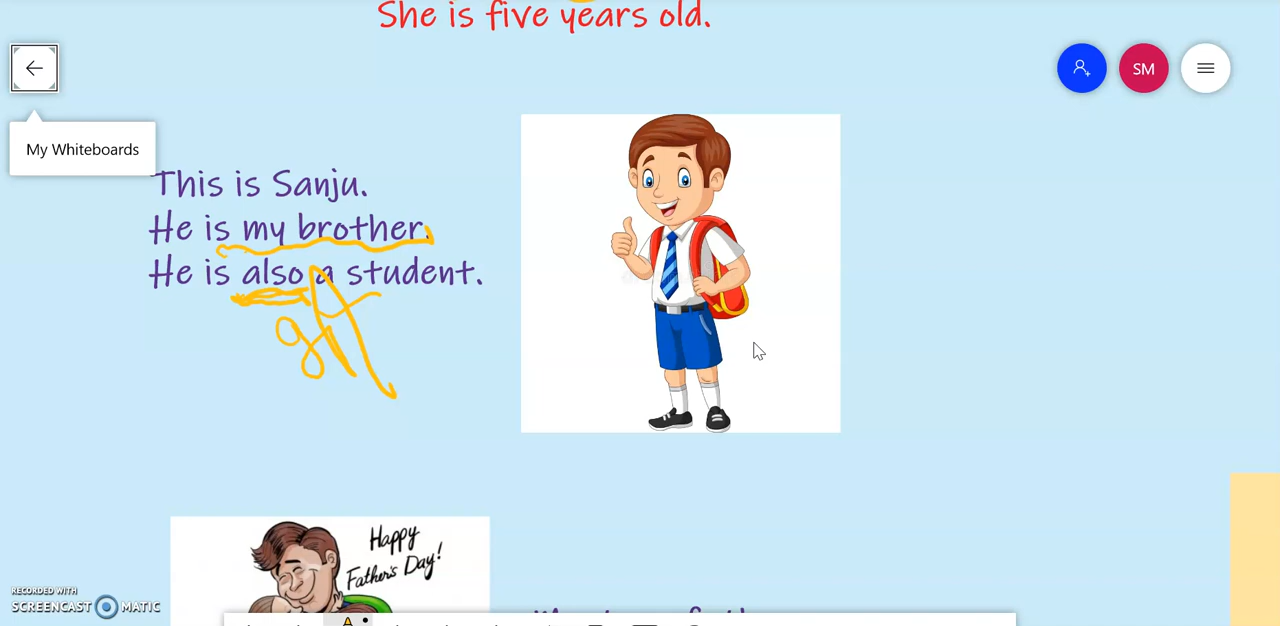 She is five years old.
SM
My Whiteboards
This is Sanju.
He is my brother.
He is also a student.
Happy
Father's Day!
RECORDED WITH
SCREENCAST MATIC